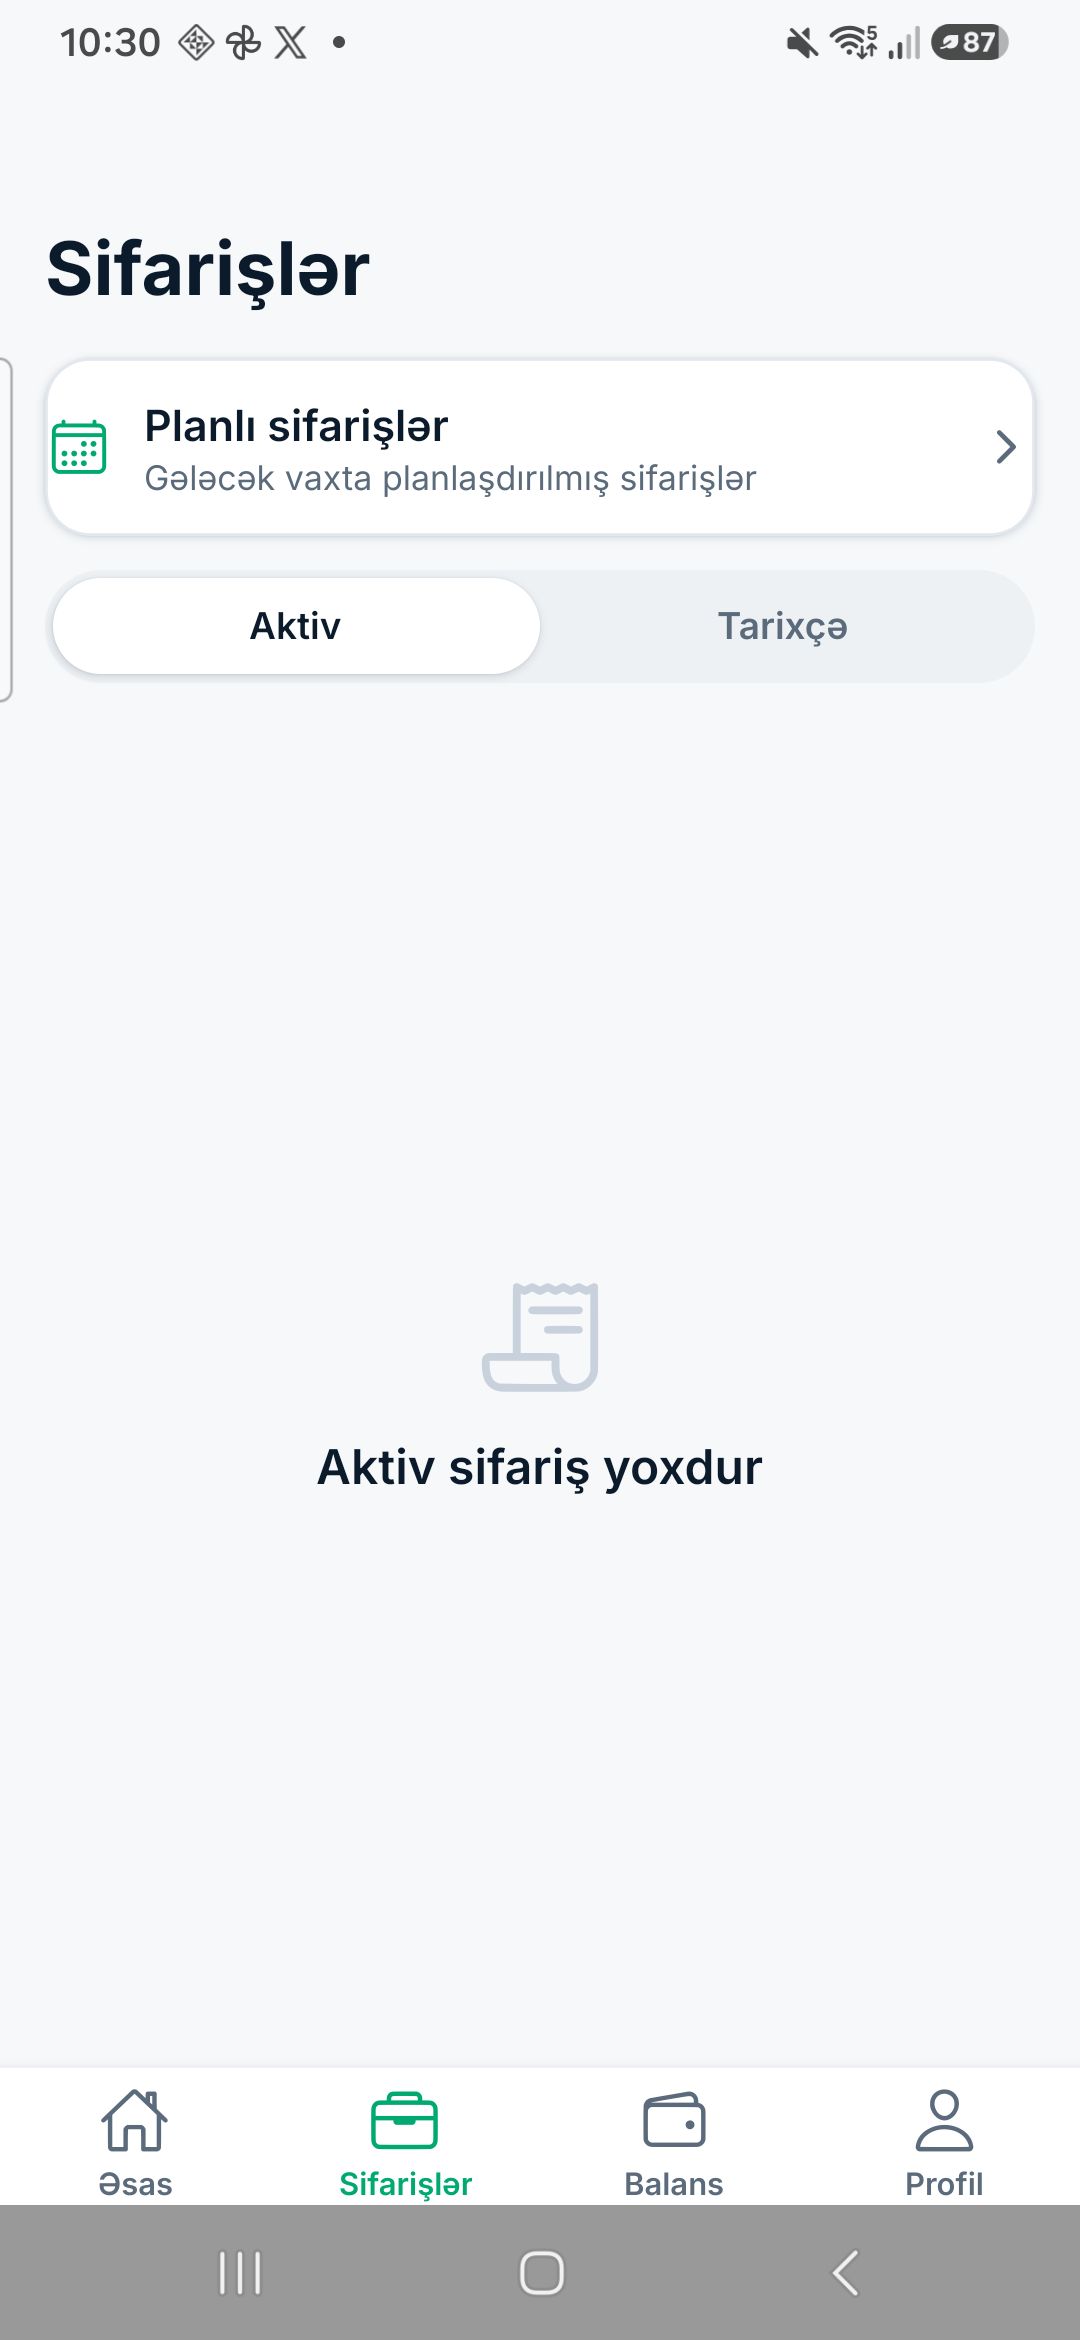 10:30
5
87
Sifarişlər
Planlı sifarişlər
Gələcək vaxta planlaşdırılmış sifarişlər
Aktiv
Tarixçə
Aktiv sifariş yoxdur
Əsas
Sifarişlər
Balans
Profil